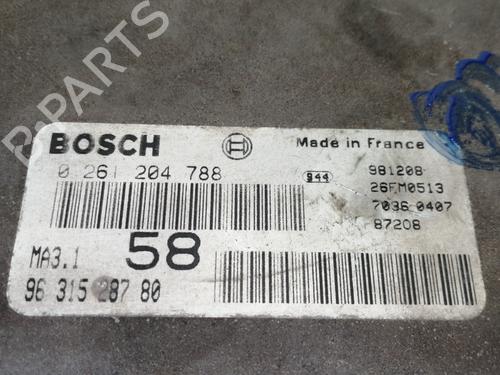 B-PARTS
BOSCH
Made in France
0 261 204 788
944 981208
26FM0513
7036 0407
87208
MA3.1
58
96 315 287 80